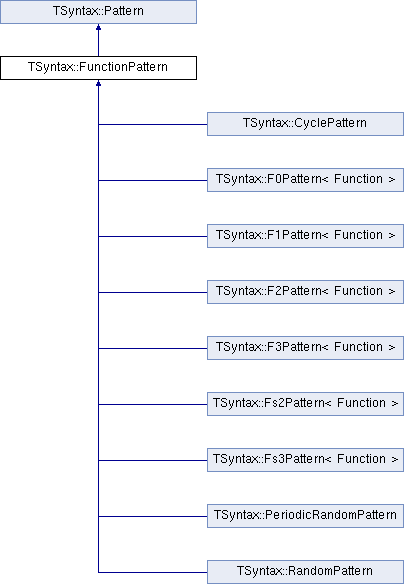 TSyntax::Pattern
TSyntax::FunctionPattern
TSyntax::CyclePattern
TSyntax::F0Pattern< Function >
TSyntax::F1Pattern< Function >
TSyntax::F2Pattern< Function >
TSyntax::F3Pattern< Function >
TSyntax::Fs2Pattern< Function >
TSyntax::Fs3Pattern< Function >
TSyntax::PeriodicRandomPattern
TSyntax::RandomPattern